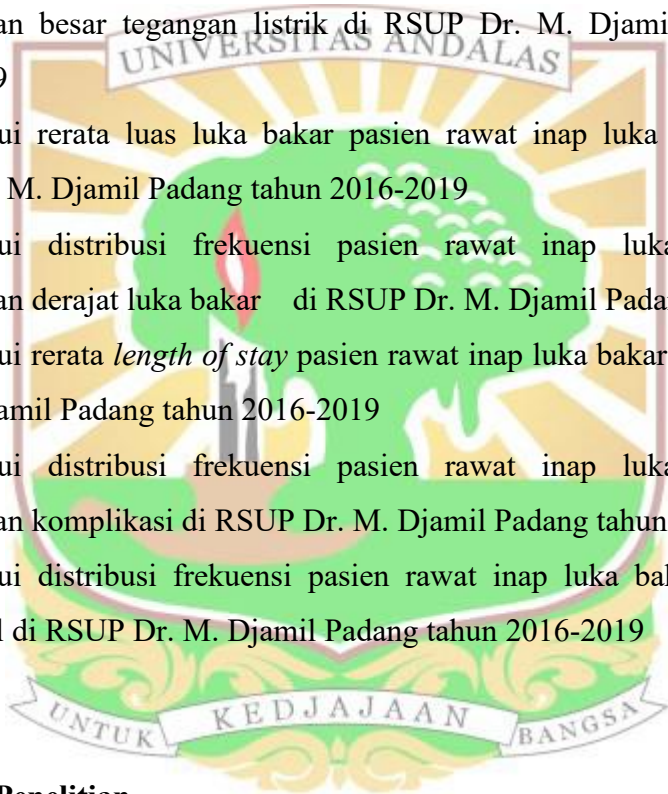 an besar tegangan listrik di RSUP Dr. M. Djami
UNIVERSITAS ANDALAS
9
ui rerata luas luka bakar pasien rawat inap luka
M. Djamil Padang tahun 2016-2019
ui distribusi frekuensi pasien rawat inap luka
an derajat luka bakar di RSUP Dr. M. Djamil Pada
ui rerata length of stay pasien rawat inap luka bakar
jamil Padang tahun 2016-2019
ui distribusi frekuensi pasien rawat inap luka
an komplikasi di RSUP Dr. M. Djamil Padang tahun
ui distribusi frekuensi pasien rawat inap luka bak
l di RSUP Dr. M. Djamil Padang tahun 2016-2019
UNTUK KEDJAJAAN BANGSA
Penelitian